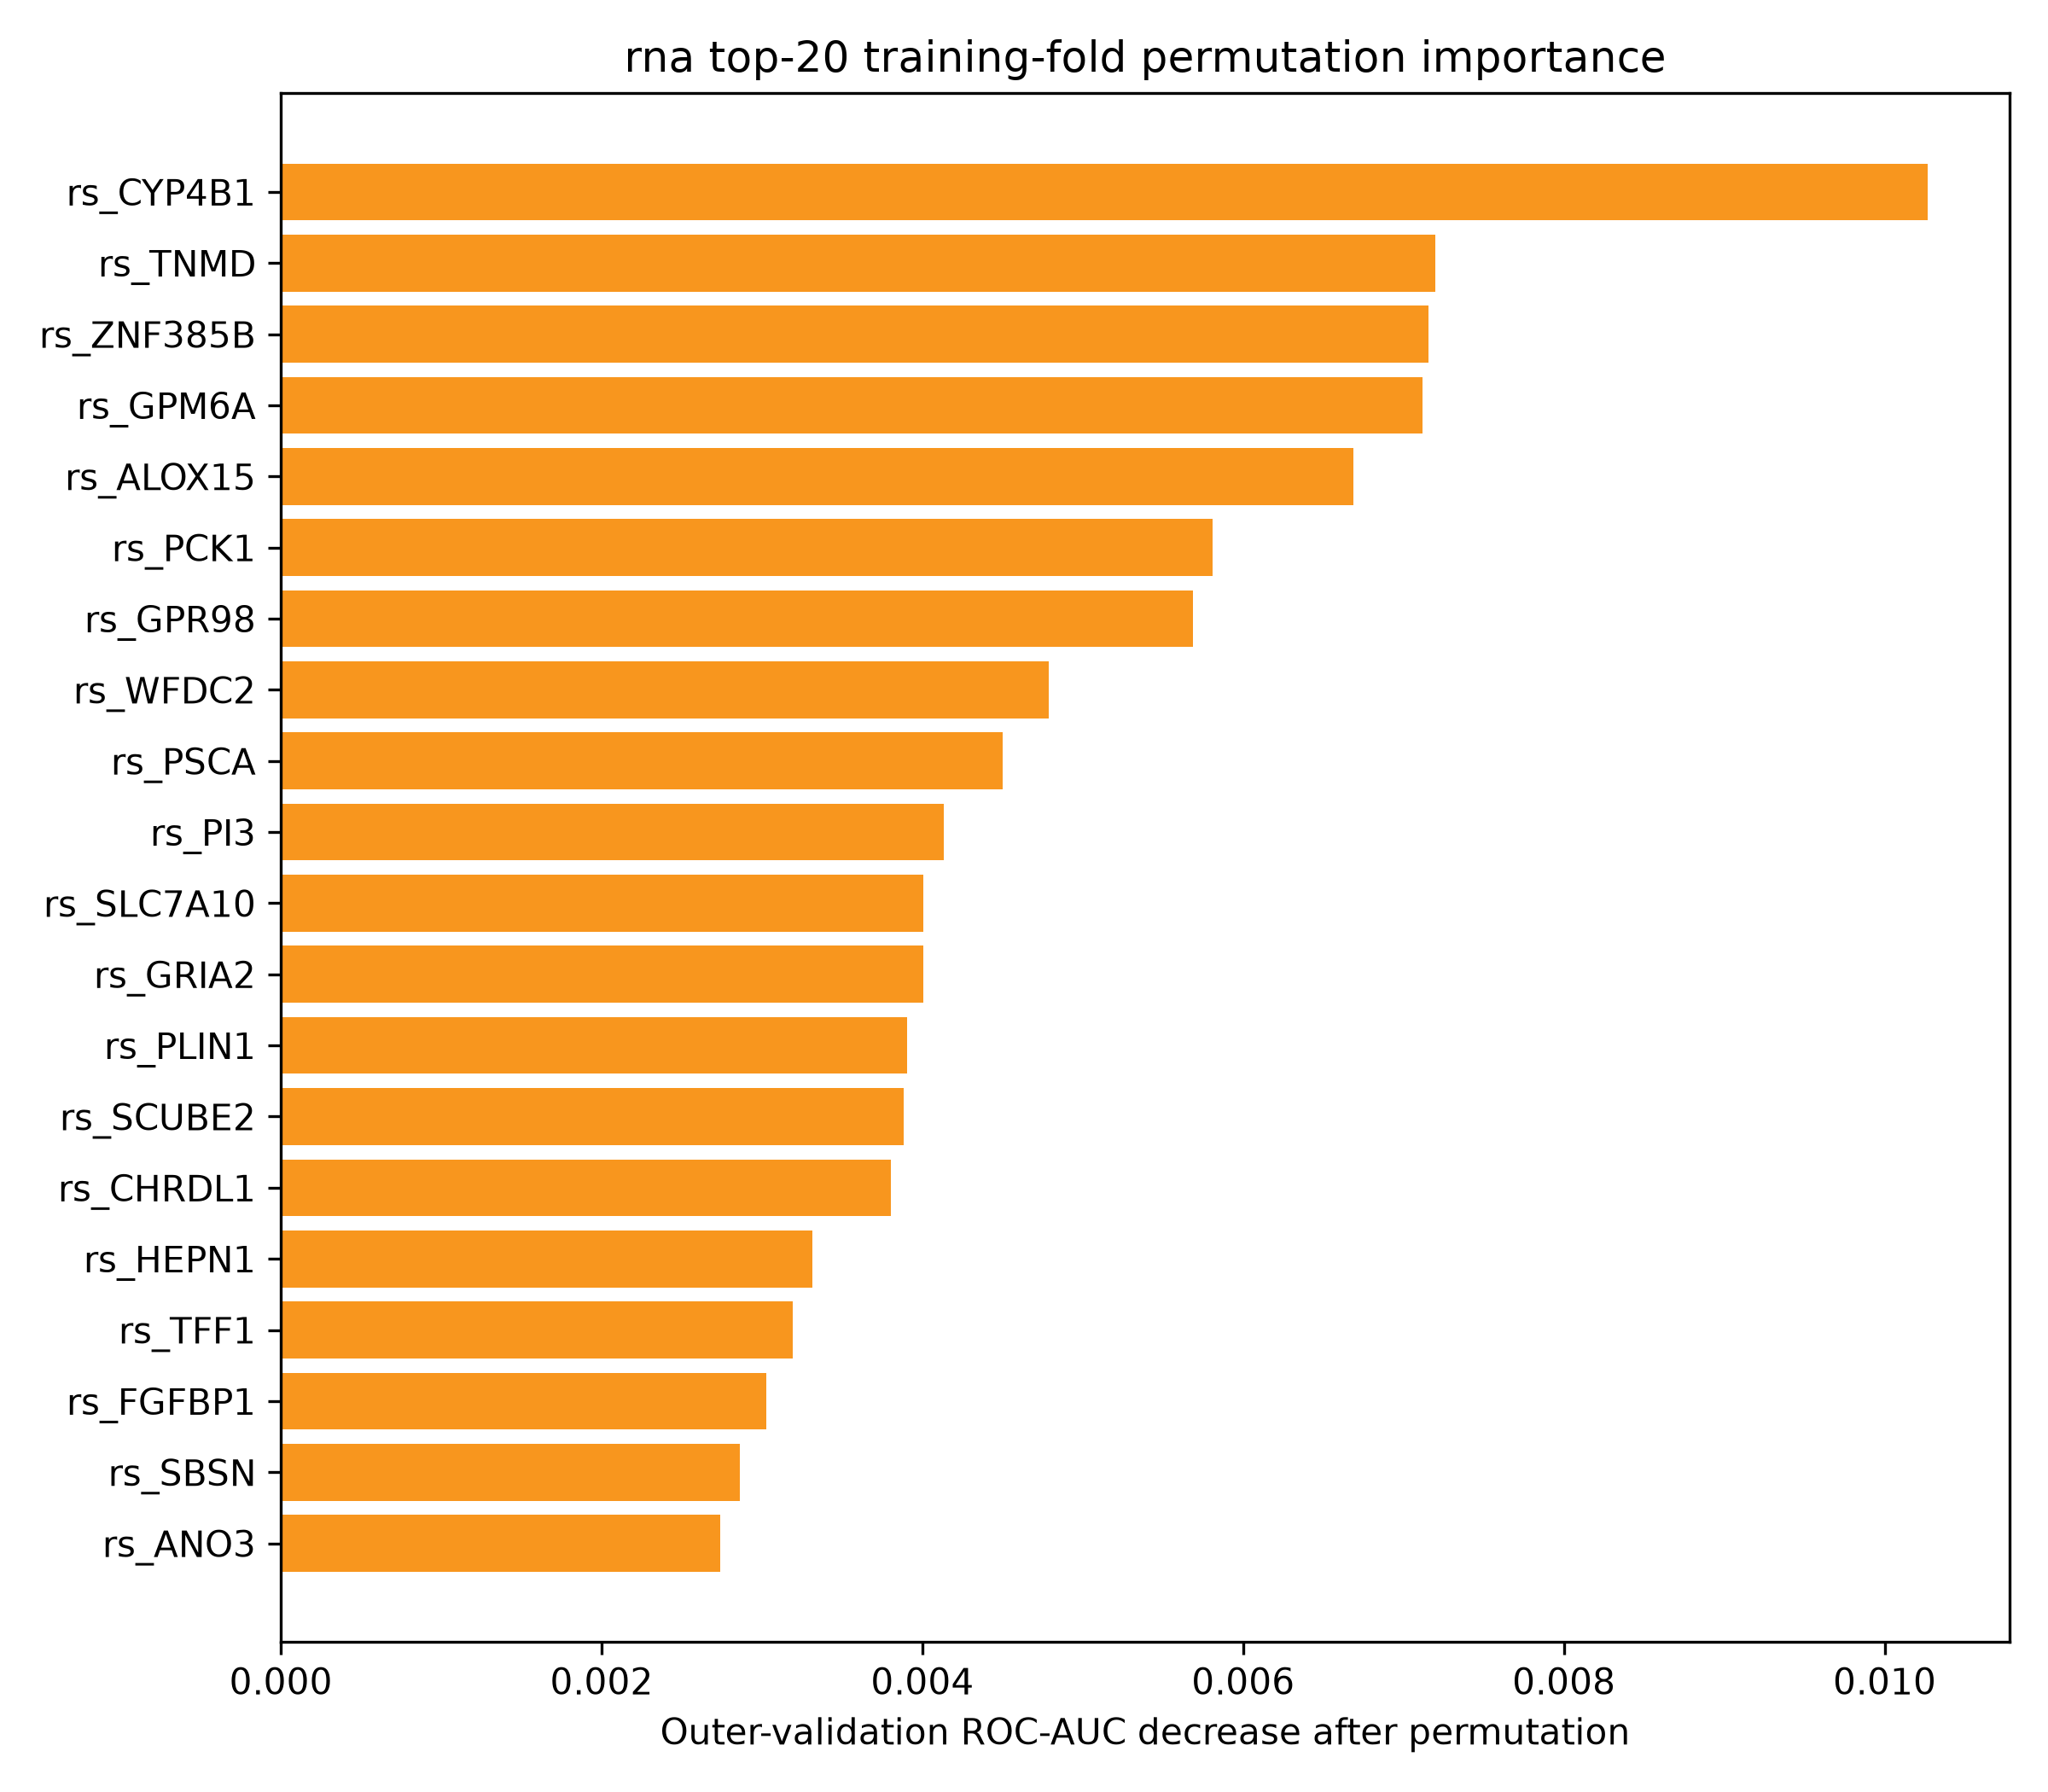 rna top-20 training-fold permutation importance
rs_CYP4B1
rs_TNMD
rs_ZNF385B
rs_GPM6A
rs_ALOX15
rs_PCK1
rs_GPR98
rs_WFDC2
rs_PSCA
rs_PI3
rs_SLC7A10
rs_GRIA2
rs_PLIN1
rs_SCUBE2
rs_CHRDL1
rs_HEPN1
rs_TFF1
rs_FGFBP1
rs_SBSN
rs_ANO3
0.000 0.002 0.004 0.006 0.008 0.010
Outer-validation ROC-AUC decrease after permutation